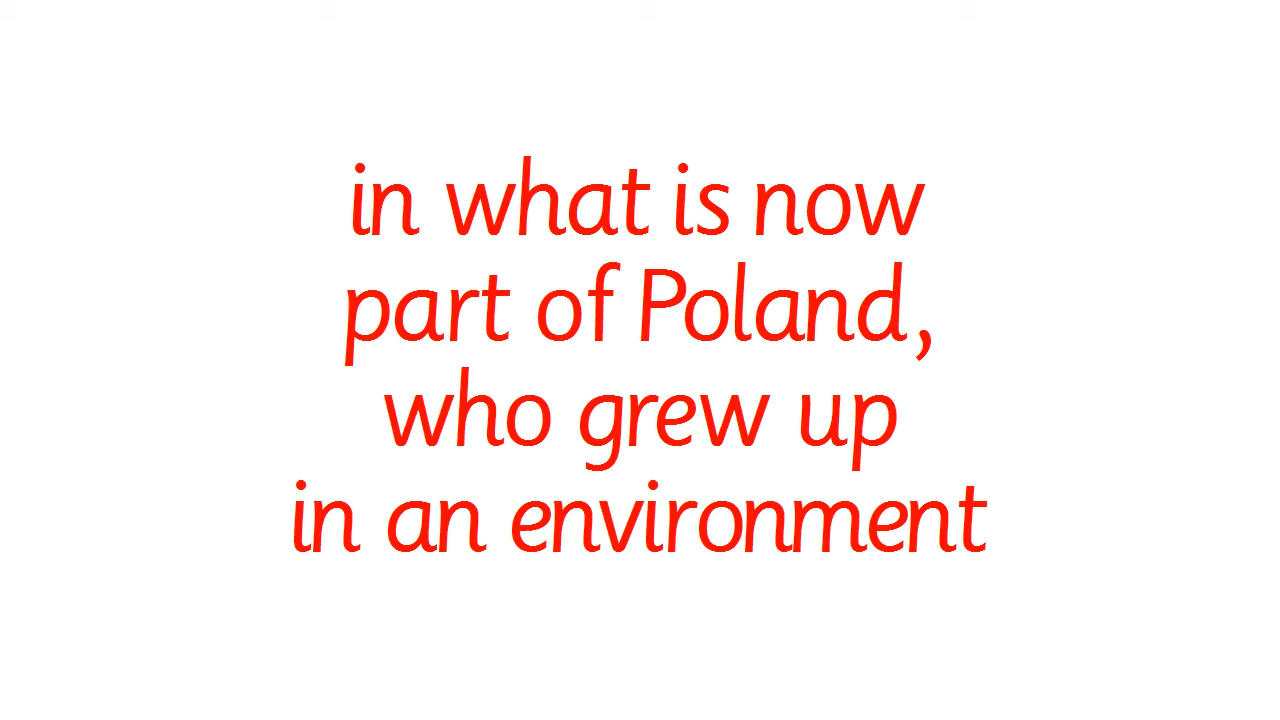 in what is now
part of Poland,
who grew up
in an environment